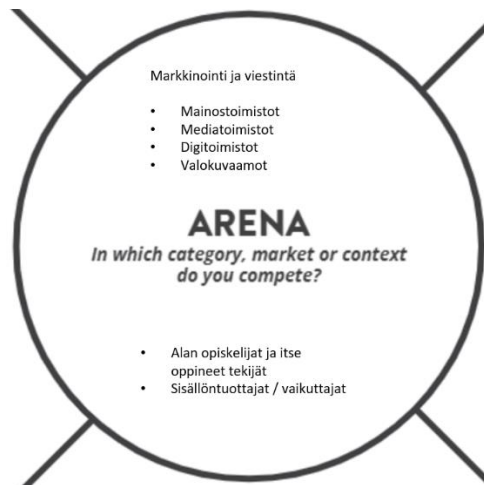 Markkinointi ja viestintä
• Mainostoimistot
• Mediatoimistot
• Digitoimistot
• Valokuvaamot
ARENA
In which category, market or context
do you compete?
• Alan opiskelijat ja itse
oppineet tekijät
• Sisällöntuottajat / vaikuttajat